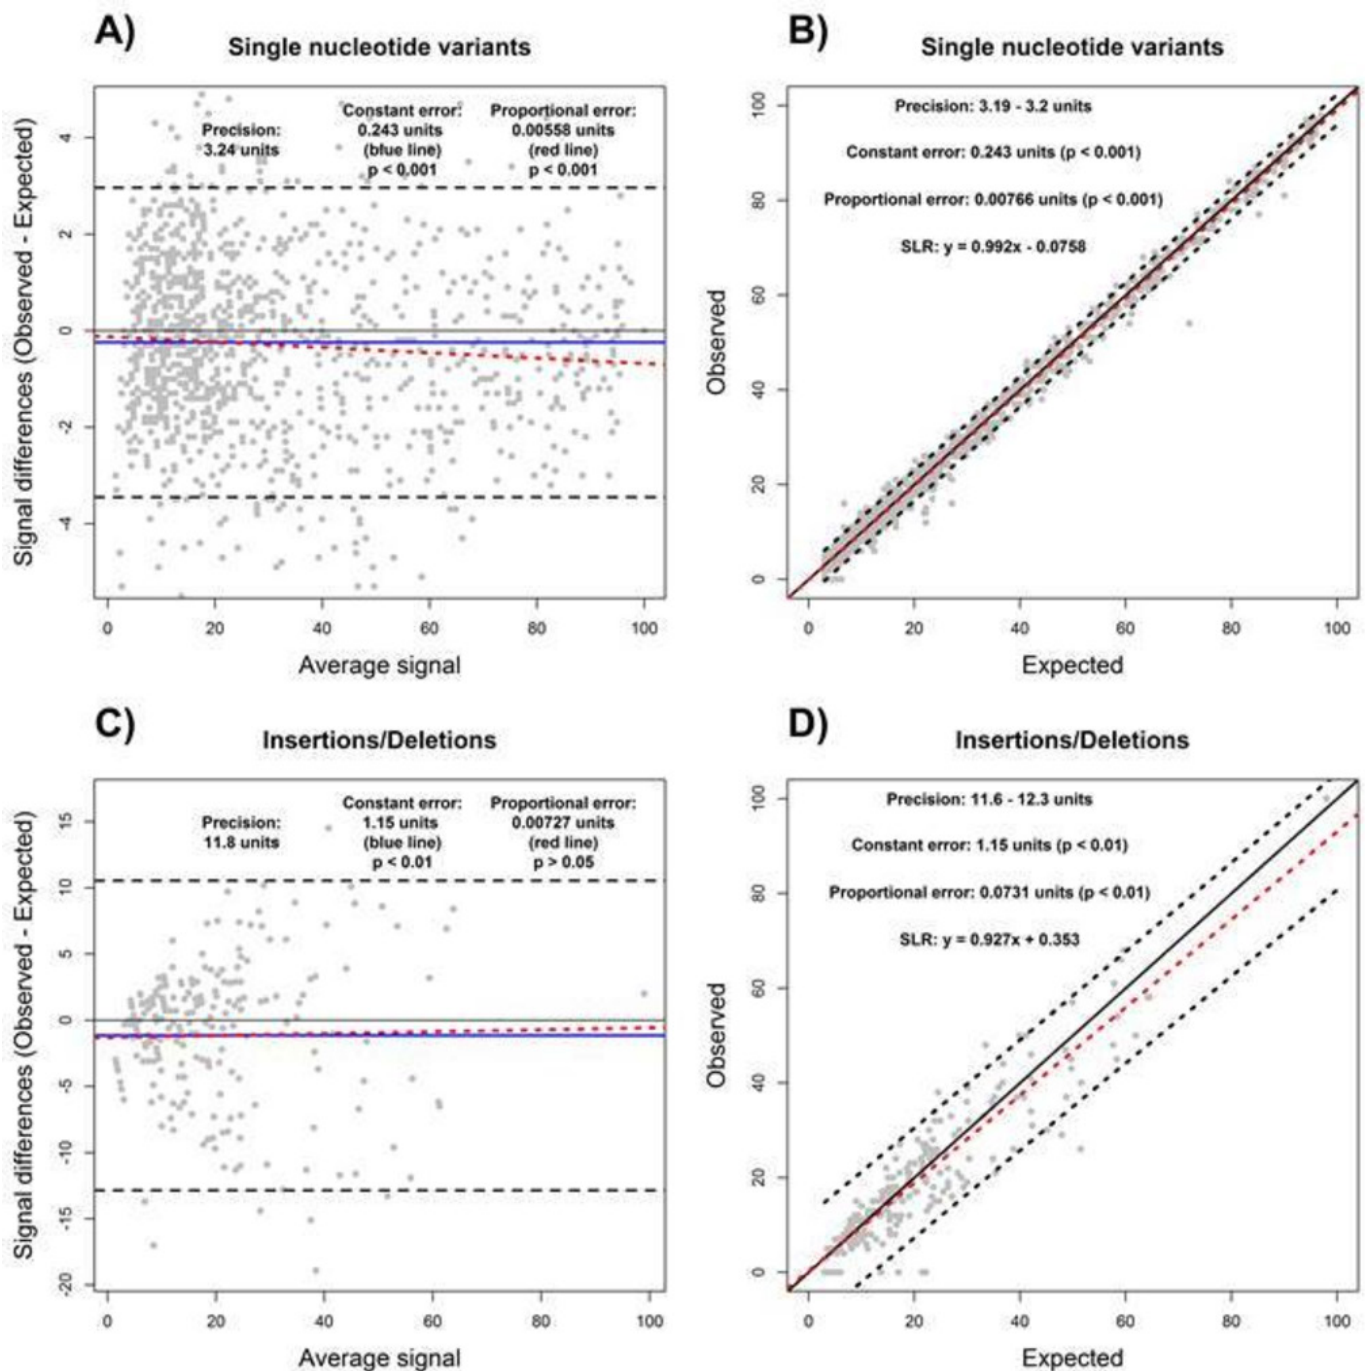 A)
Single nucleotide variants
Signal differences (Observed - Expected)
4
2
0
-2
-4
Precision:
3.24 units
Constant error:
0.243 units
(blue line)
p < 0.001
Proportional error:
0.00558 units
(red line)
p < 0.001
0 20 40 60 80 100
Average signal
B)
Single nucleotide variants
Observed
100
80
60
40
20
0
Precision: 3.19 - 3.2 units
Constant error: 0.243 units (p < 0.001)
Proportional error: 0.00766 units (p < 0.001)
SLR: y = 0.992x - 0.0758
0 20 40 60 80 100
Expected
C)
Insertions/Deletions
Signal differences (Observed - Expected)
15
10
5
0
-5
-10
-15
-20
Precision:
11.8 units
Constant error:
1.15 units
(blue line)
p < 0.01
Proportional error:
0.00727 units
(red line)
p > 0.05
0 20 40 60 80 100
Average signal
D)
Insertions/Deletions
Observed
100
80
60
40
20
0
Precision: 11.6 - 12.3 units
Constant error: 1.15 units (p < 0.01)
Proportional error: 0.0731 units (p < 0.01)
SLR: y = 0.927x + 0.353
0 20 40 60 80 100
Expected